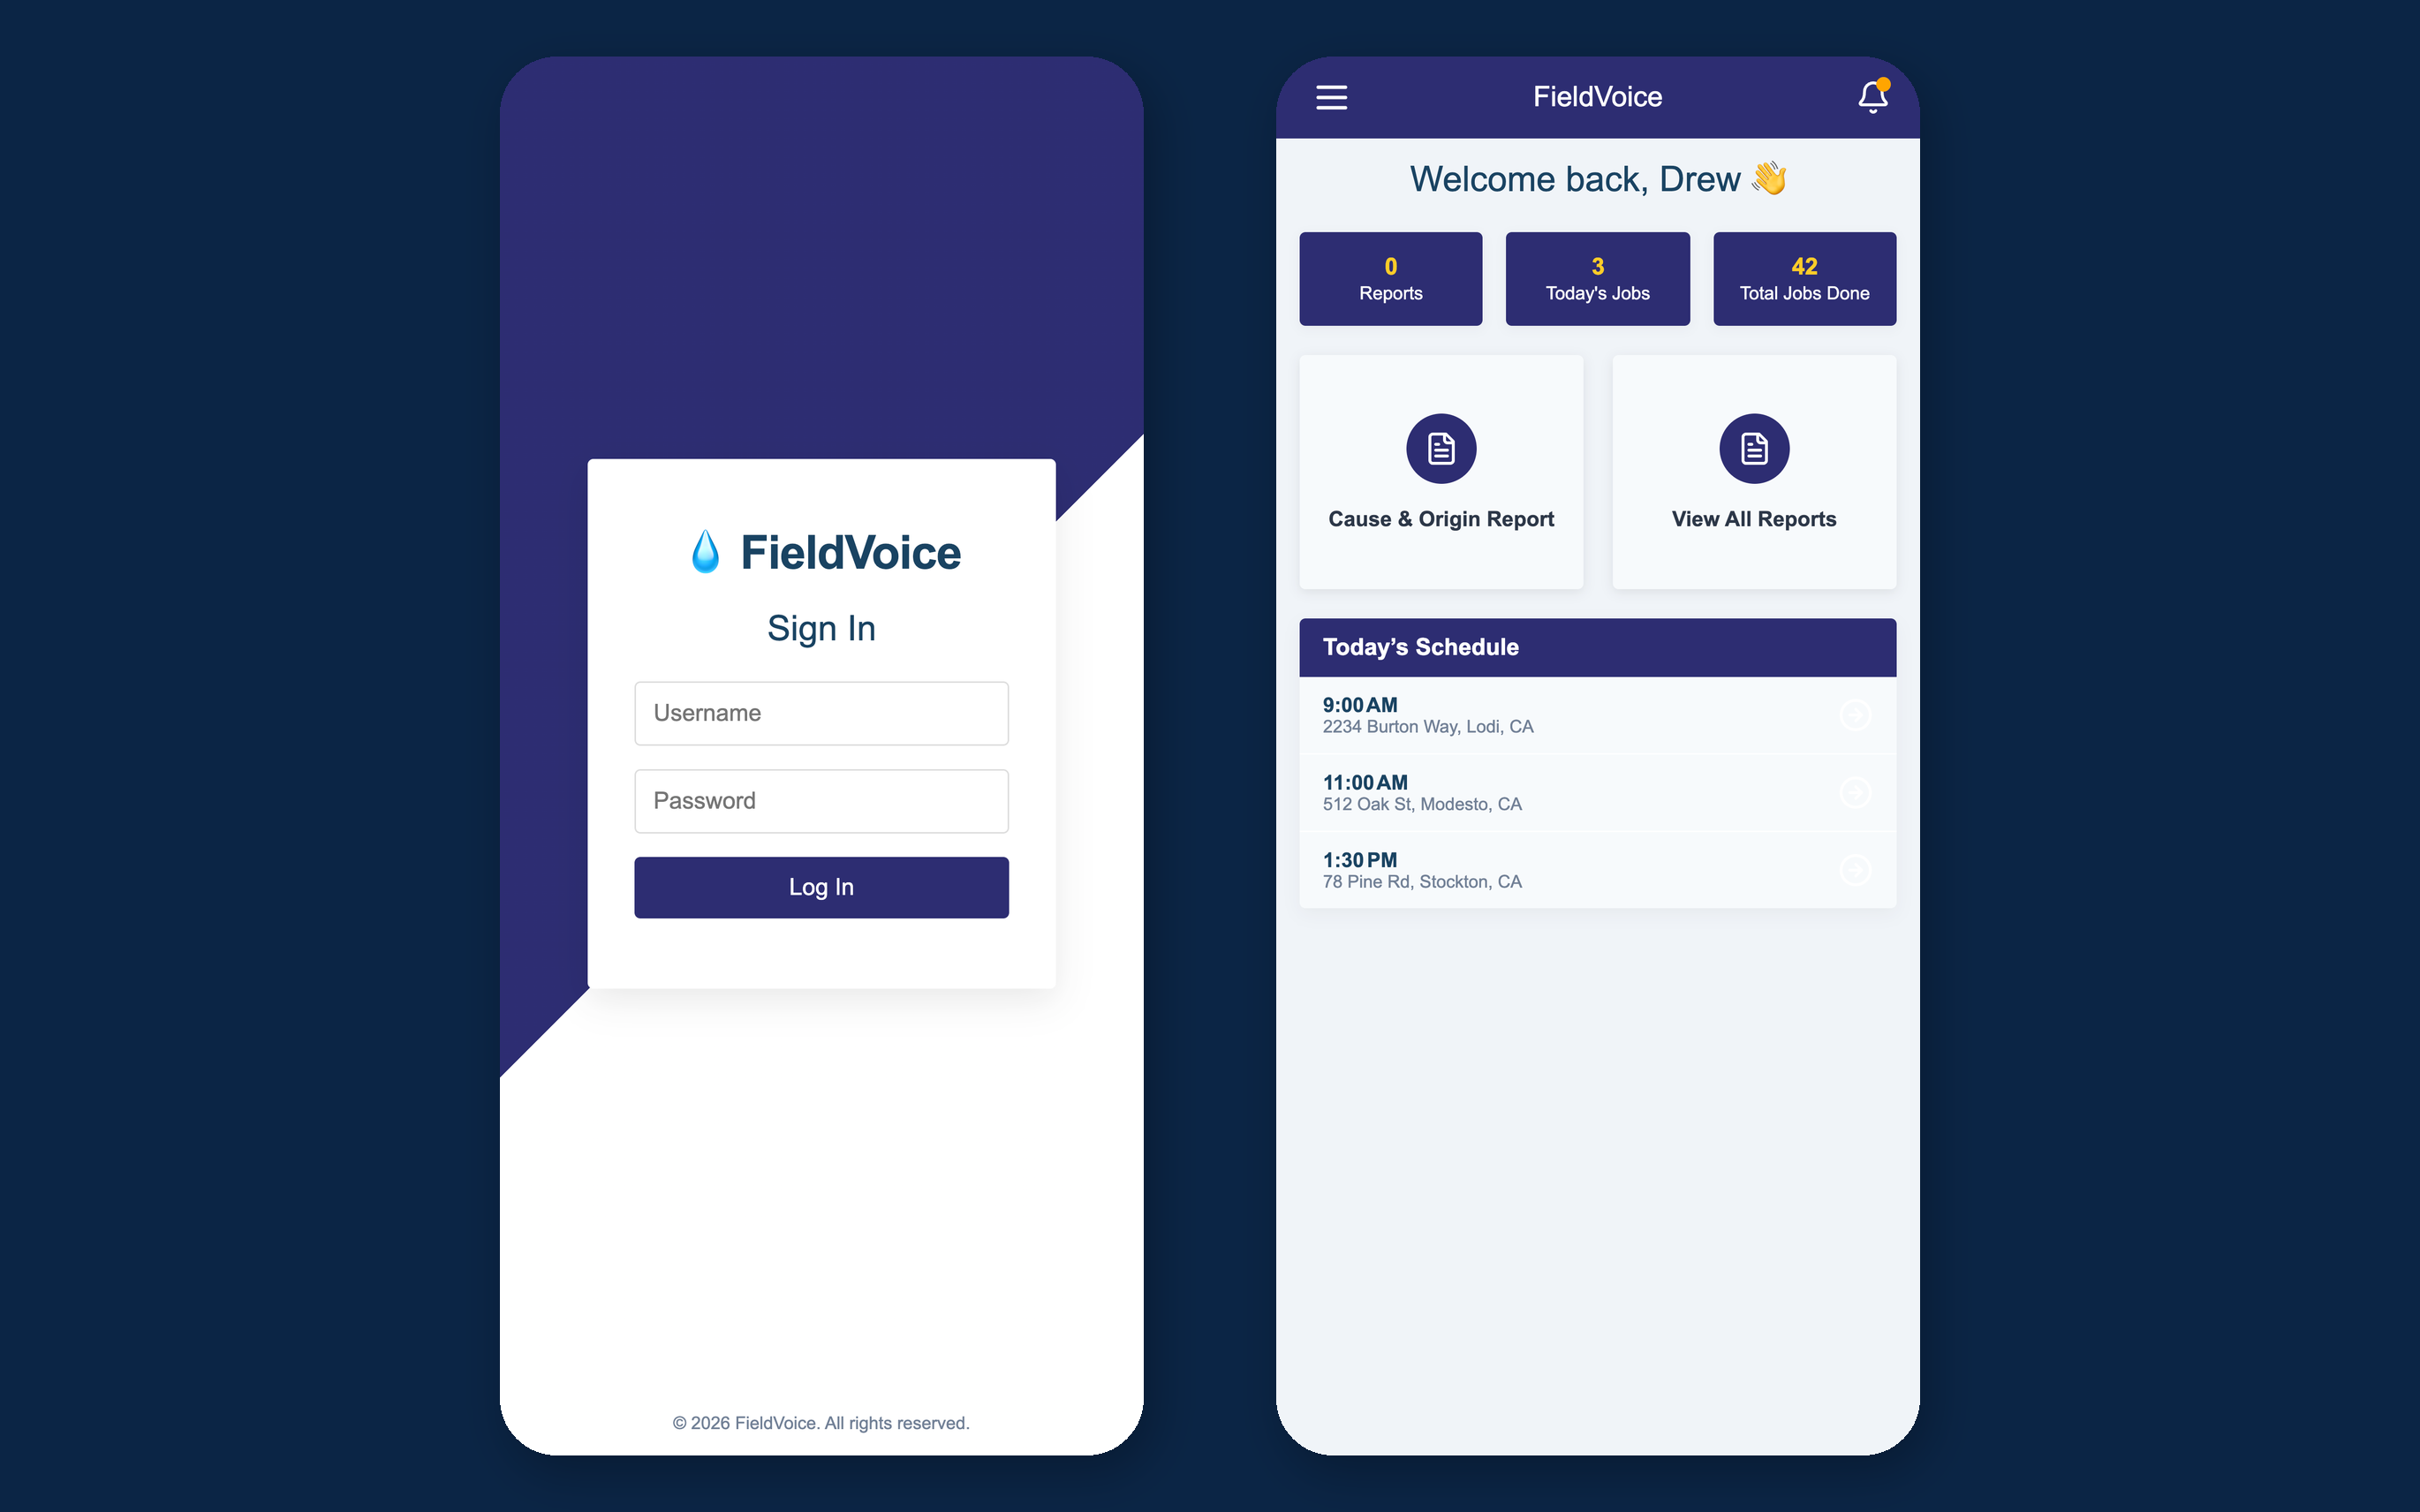 FieldVoice
Sign In
Username
Password
Log In
© 2026 FieldVoice. All rights reserved.
FieldVoice
Welcome back, Drew 👋
0
Reports
3
Today's Jobs
42
Total Jobs Done
Cause & Origin Report
View All Reports
Today’s Schedule
9:00 AM
2234 Burton Way, Lodi, CA
11:00 AM
512 Oak St, Modesto, CA
1:30 PM
78 Pine Rd, Stockton, CA